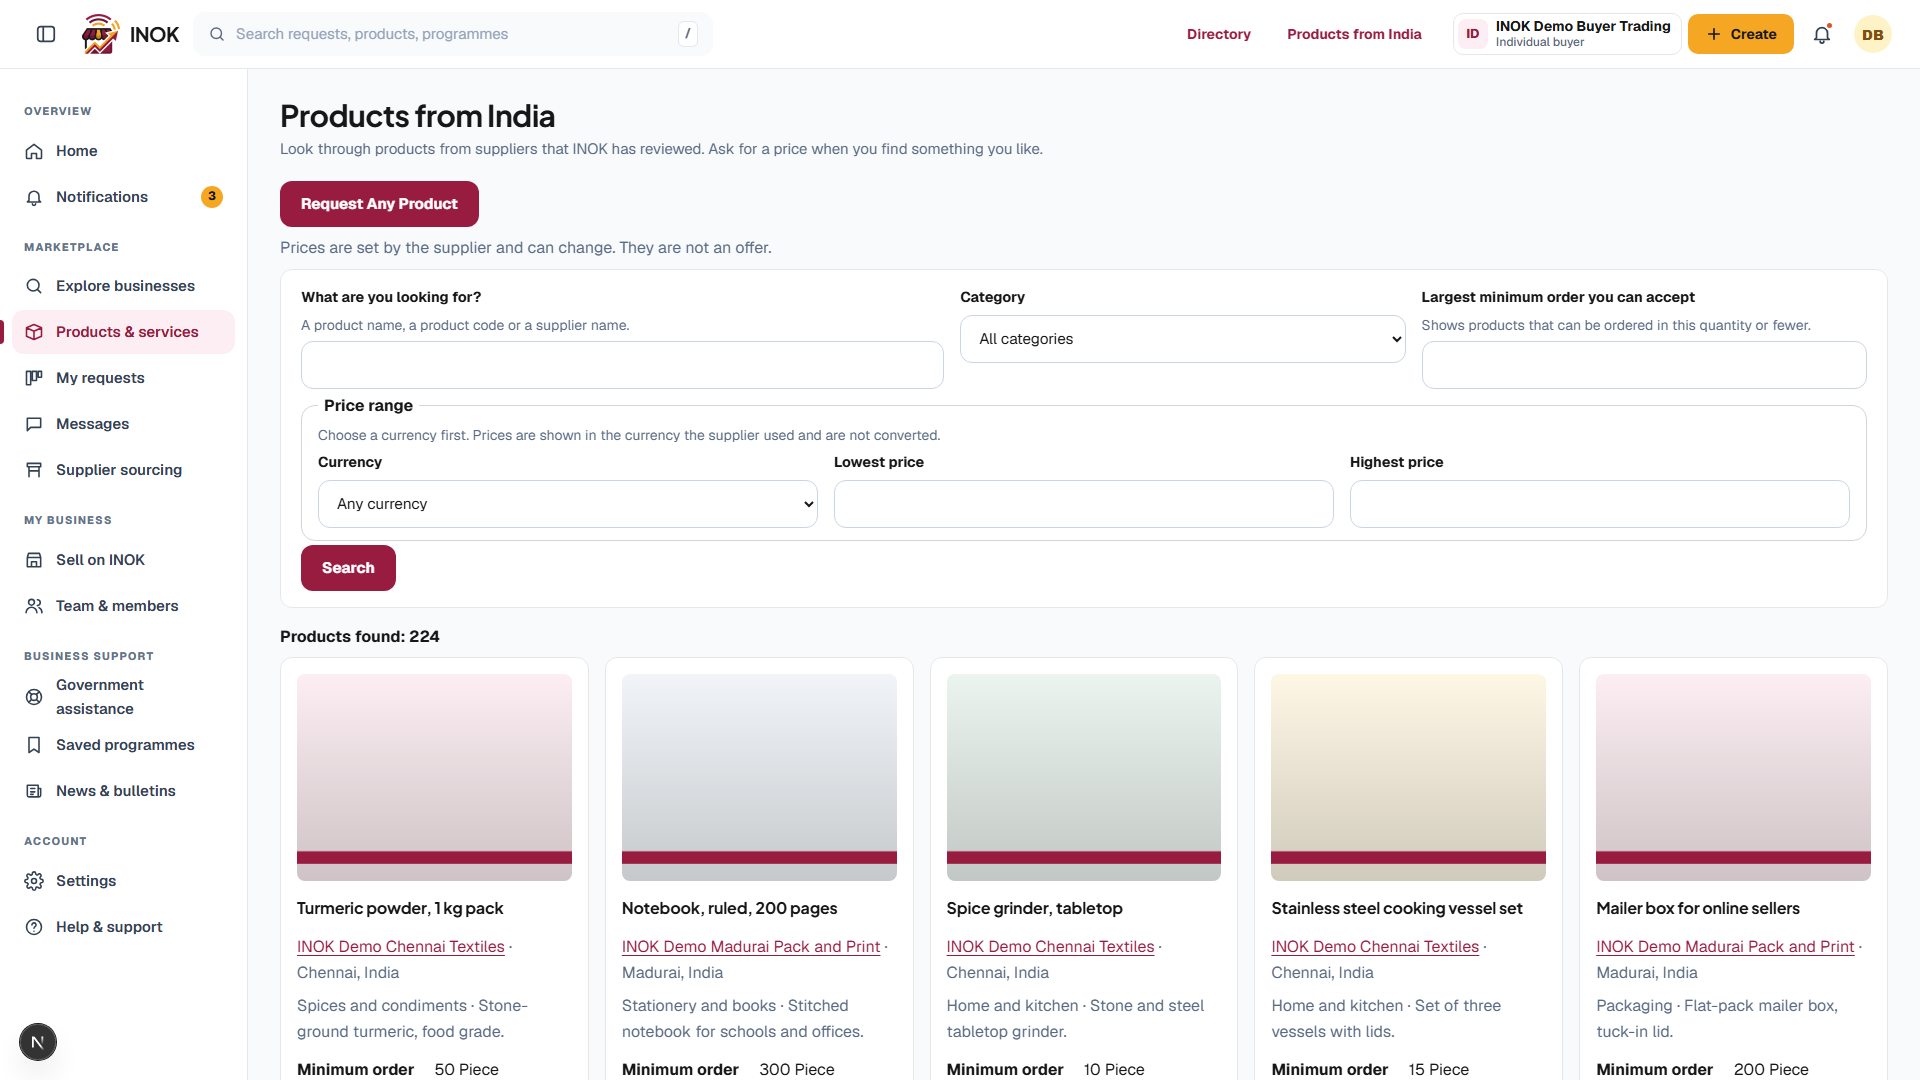 INOK
Search requests, products, programmes
/
Directory
Products from India
ID
INOK Demo Buyer Trading
Individual buyer
Create
DB
OVERVIEW
Home
Notifications
3
MARKETPLACE
Explore businesses
Products & services
My requests
Messages
Supplier sourcing
MY BUSINESS
Sell on INOK
Team & members
BUSINESS SUPPORT
Government
assistance
Saved programmes
News & bulletins
ACCOUNT
Settings
Help & support
N
Products from India
Look through products from suppliers that INOK has reviewed. Ask for a price when you find something you like.
Request Any Product
Prices are set by the supplier and can change. They are not an offer.
What are you looking for?
A product name, a product code or a supplier name.
Category
All categories
Largest minimum order you can accept
Shows products that can be ordered in this quantity or fewer.
Price range
Choose a currency first. Prices are shown in the currency the supplier used and are not converted.
Currency
Any currency
Lowest price
Highest price
Search
Products found: 224
Turmeric powder, 1 kg pack
INOK Demo Chennai Textiles ·
Chennai, India
Spices and condiments · Stone-
ground turmeric, food grade.
Minimum order 50 Piece
Notebook, ruled, 200 pages
INOK Demo Madurai Pack and Print ·
Madurai, India
Stationery and books · Stitched
notebook for schools and offices.
Minimum order 300 Piece
Spice grinder, tabletop
INOK Demo Chennai Textiles ·
Chennai, India
Home and kitchen · Stone and steel
tabletop grinder.
Minimum order 10 Piece
Stainless steel cooking vessel set
INOK Demo Chennai Textiles ·
Chennai, India
Home and kitchen · Set of three
vessels with lids.
Minimum order 15 Piece
Mailer box for online sellers
INOK Demo Madurai Pack and Print ·
Madurai, India
Packaging · Flat-pack mailer box,
tuck-in lid.
Minimum order 200 Piece